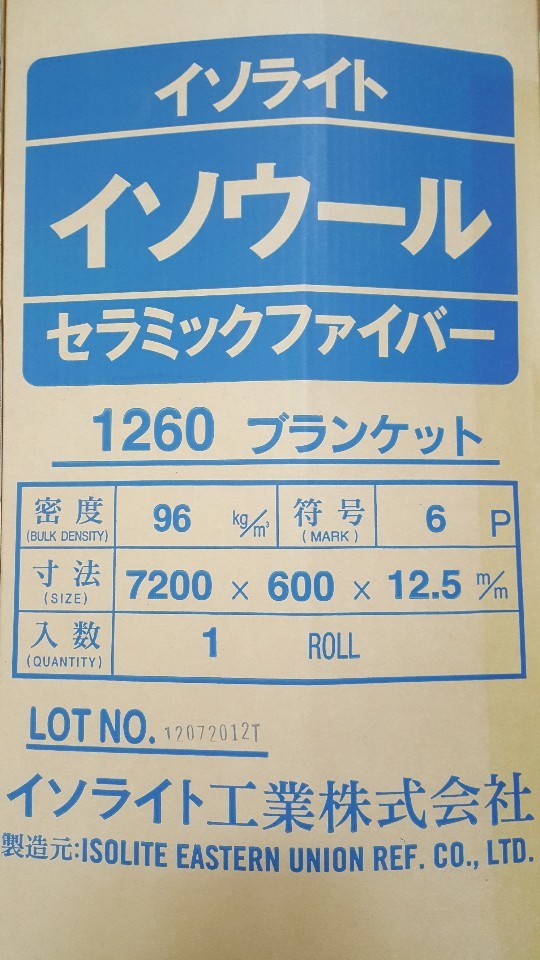 イソライト
イソウール
セラミックファイバー
1260 ブランケット
密度 (BULK DENSITY) 96 kg/m³ 符号 (MARK) 6 P
寸法 (SIZE) 7200 × 600 × 12.5 m/m
入数 (QUANTITY) 1 ROLL
LOT NO. 12072012T
イソライト工業株式会社
製造元:ISOLITE EASTERN UNION REF. CO., LTD.